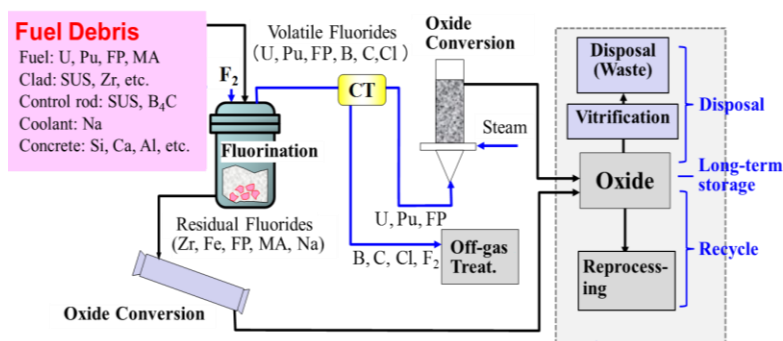 Fuel Debris
Fuel: U, Pu, FP, MA
Clad: SUS, Zr, etc.
Control rod: SUS, B₄C
Coolant: Na
Concrete: Si, Ca, Al, etc.
F₂
Fluorination
Volatile Fluorides
(U, Pu, FP, B, C,Cl)
CT
Oxide
Conversion
Steam
U, Pu, FP
B, C, Cl, F₂
Off-gas
Treat.
Residual Fluorides
(Zr, Fe, FP, MA, Na)
Oxide Conversion
Disposal
(Waste)
Vitrification
Oxide
Reprocess-
ing
Disposal
Long-term
storage
Recycle